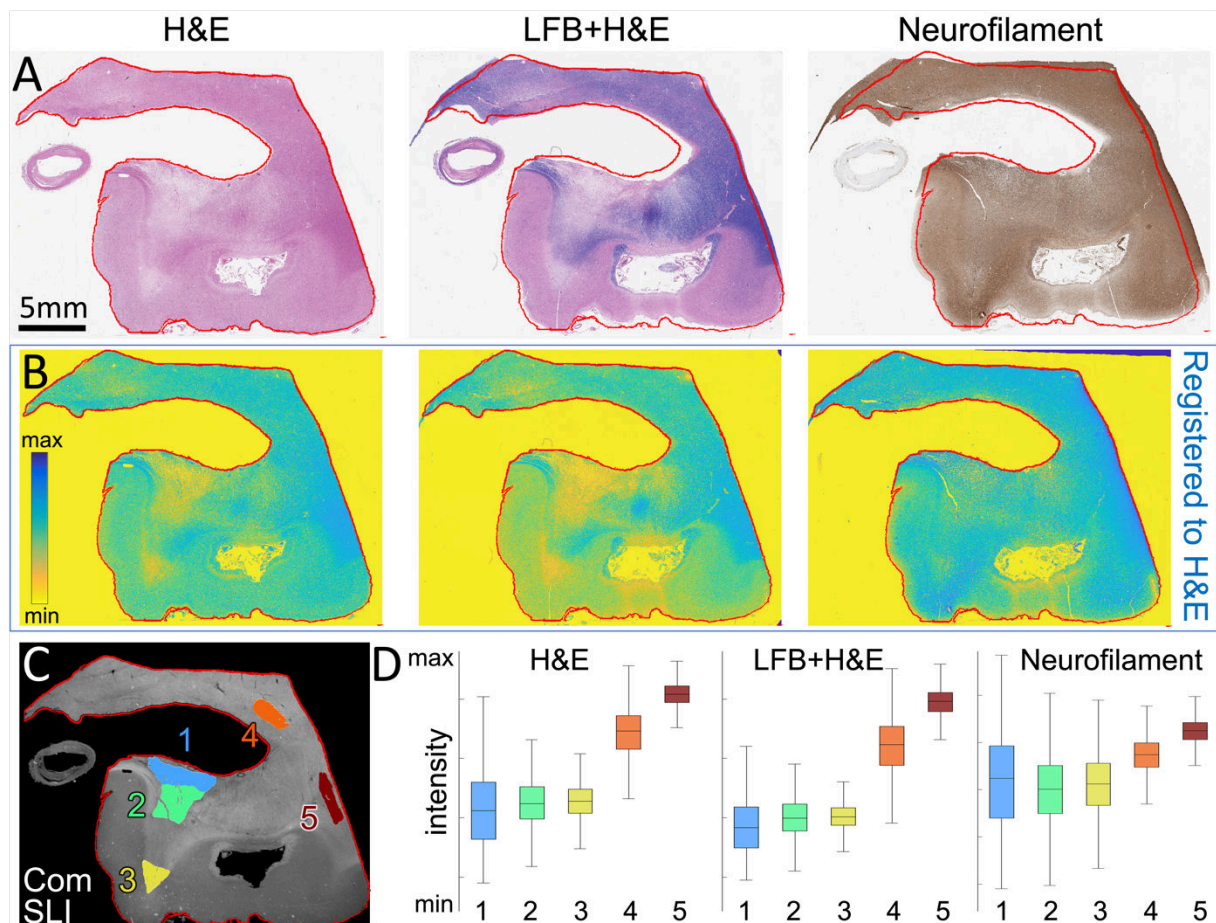 H&E LFB+H&E Neurofilament
A
5mm
B
max
min
Registered to H&E
C
1
4
2
5
3
Com
SLI
D
H&E LFB+H&E Neurofilament
max
intensity
min
1 2 3 4 5 1 2 3 4 5 1 2 3 4 5